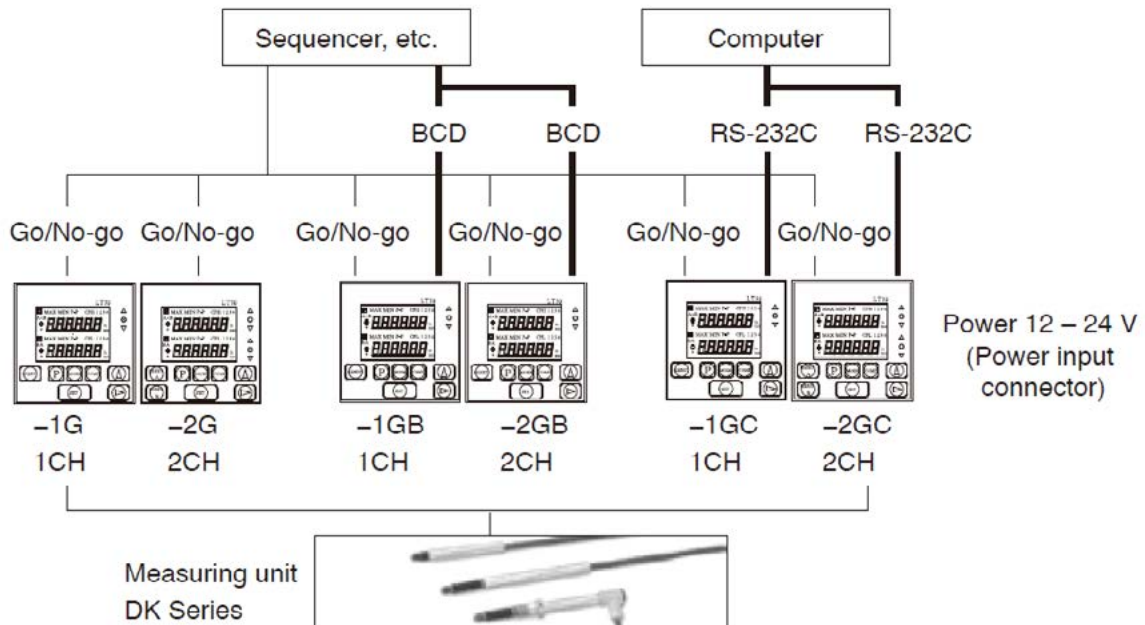 Sequencer, etc.
Computer
BCD
BCD
RS-232C
RS-232C
Go/No-go
Go/No-go
Go/No-go
Go/No-go
Go/No-go
Go/No-go
Power 12 – 24 V
(Power input
connector)
–1G
–2G
–1GB
–2GB
–1GC
–2GC
1CH
2CH
1CH
2CH
1CH
2CH
Measuring unit
DK Series